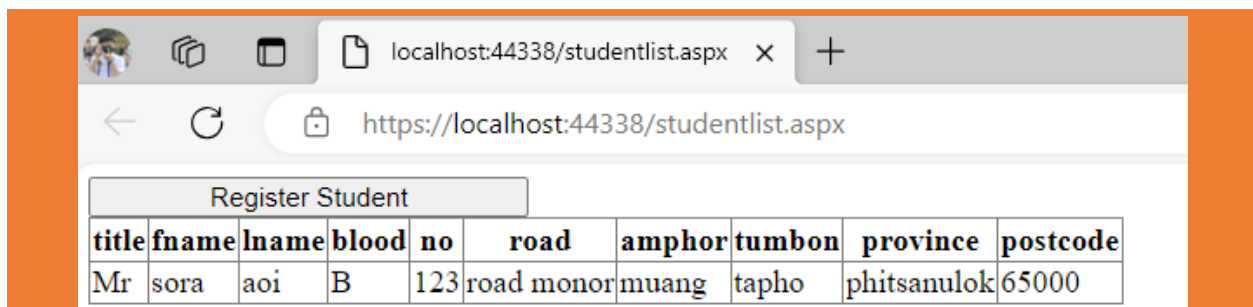 localhost:44338/studentlist.aspx
https://localhost:44338/studentlist.aspx
Register Student
title fname lname blood no road amphor tumbon province postcode
Mr sora aoi B 123 road monor muang tapho phitsanulok 65000